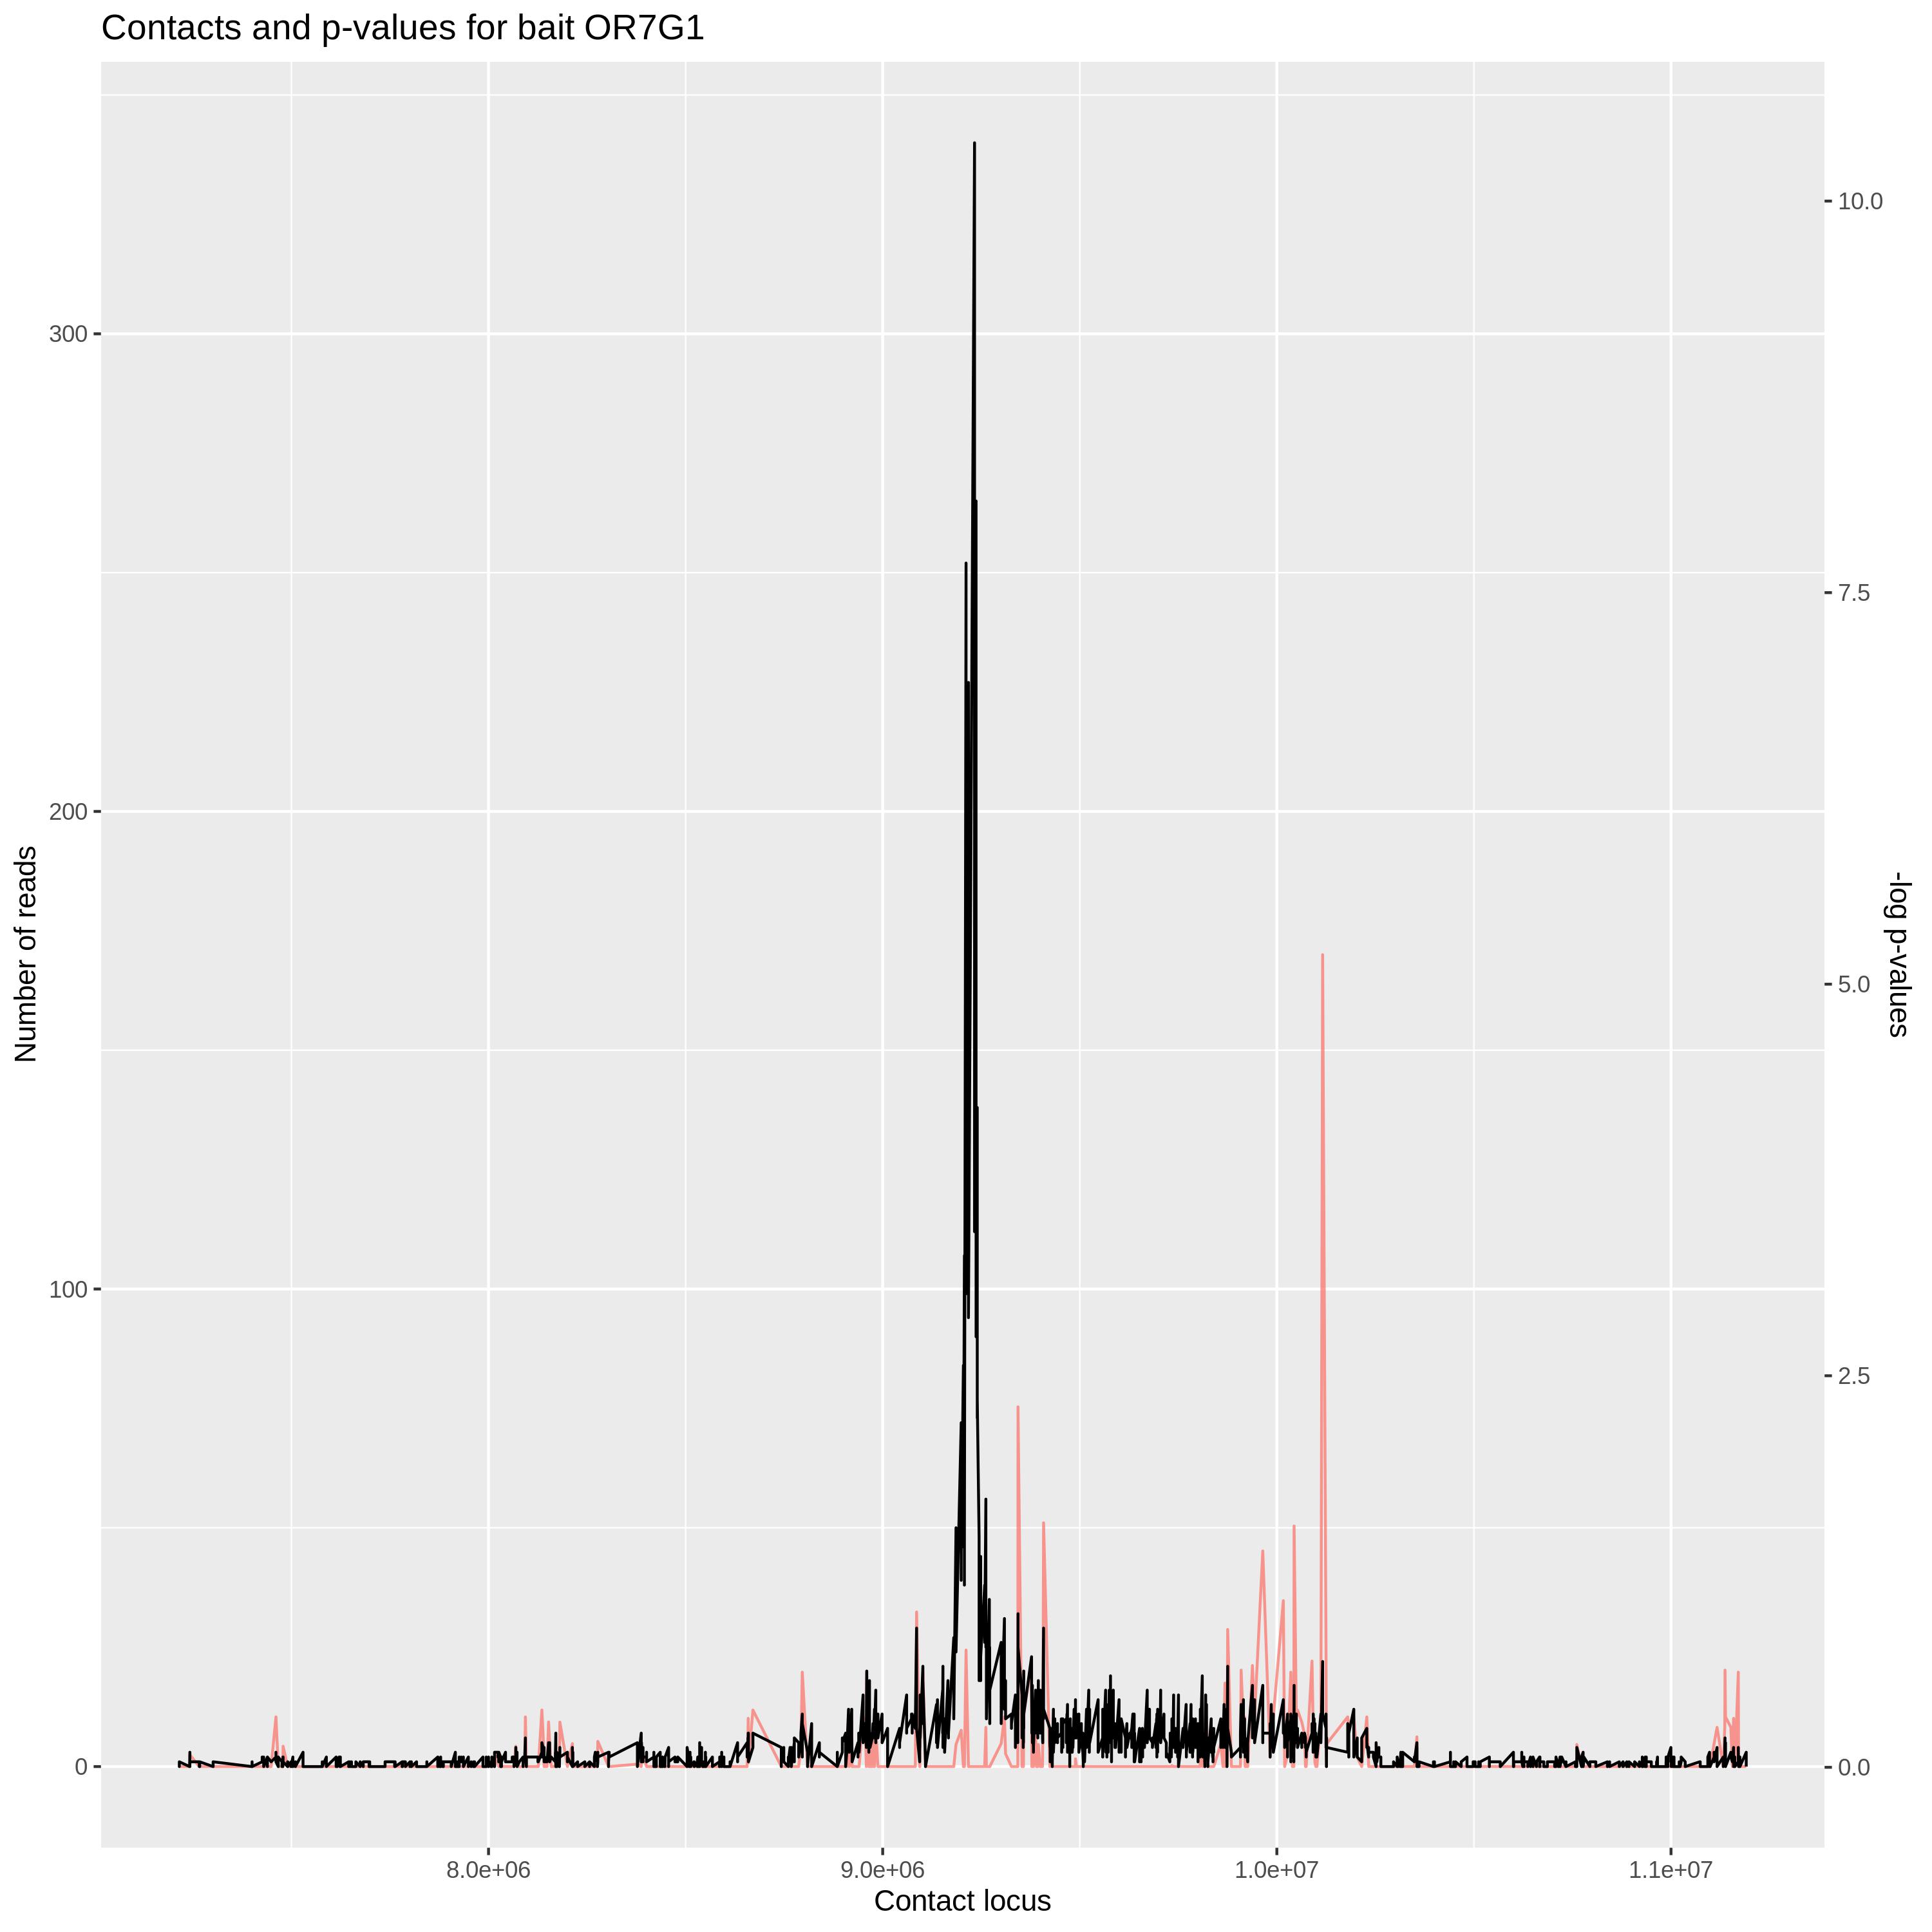 Contacts and p-values for bait OR7G1
300
200
100
0
10.0
7.5
5.0
2.5
0.0
Number of reads
-log p-values
8.0e+06
9.0e+06
1.0e+07
1.1e+07
Contact locus